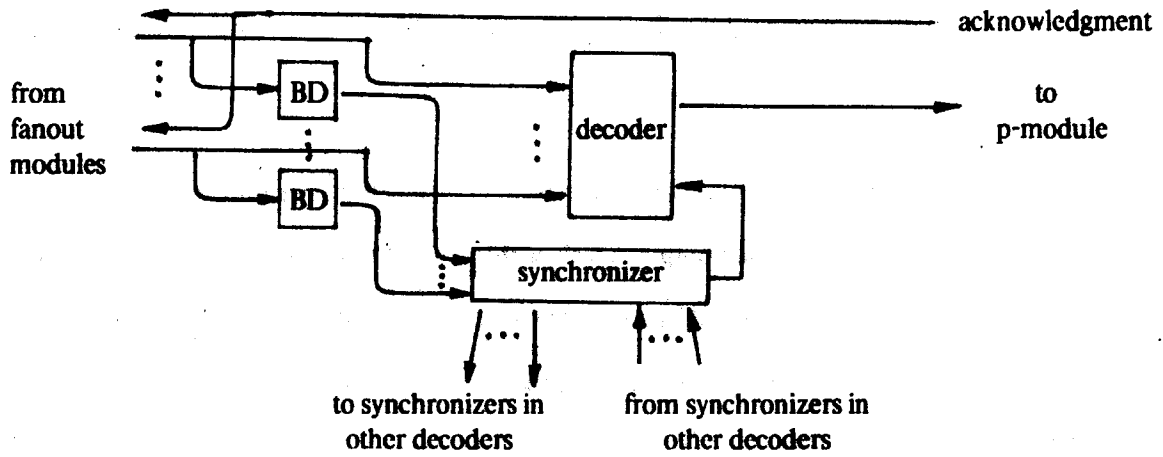 acknowledgment
from
fanout
modules
BD
BD
decoder
to
p-module
synchronizer
to synchronizers in
other decoders
from synchronizers in
other decoders